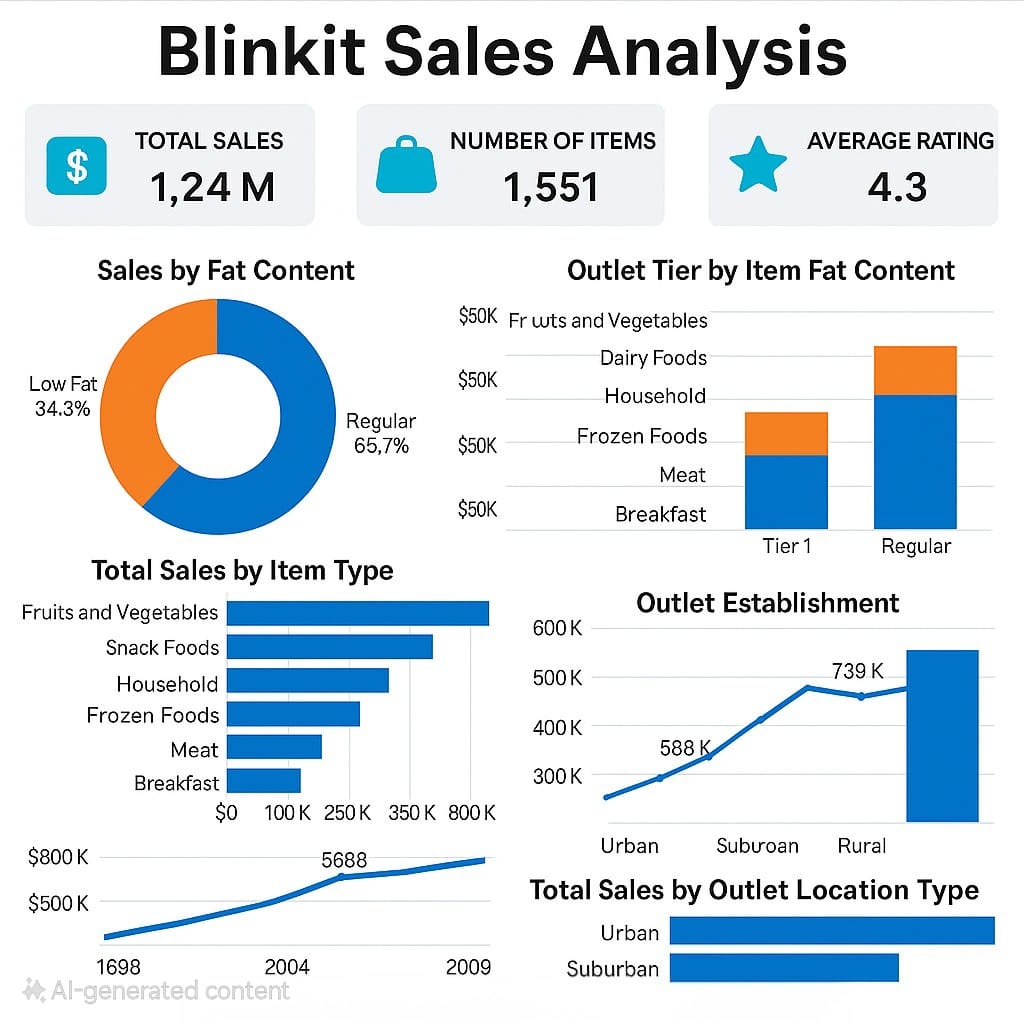 Blinkit Sales Analysis
TOTAL SALES
1,24 M
NUMBER OF ITEMS
1,551
AVERAGE RATING
4.3
Sales by Fat Content
Low Fat
34.3%
Regular
65,7%
Outlet Tier by Item Fat Content
$50K
$50K
$50K
$50K
Fr uts and Vegetables
Dairy Foods
Household
Frozen Foods
Meat
Breakfast
Tier 1
Regular
Total Sales by Item Type
Fruits and Vegetables
Snack Foods
Household
Frozen Foods
Meat
Breakfast
$0 100 K 250 K 350 K 800 K
Outlet Establishment
600 K
500 K
400 K
300 K
588 K
739 K
Urban Suburoan Rural
$800 K
$500 K
5688
1698 2004 2009
Total Sales by Outlet Location Type
Urban
Suburban
AI-generated content